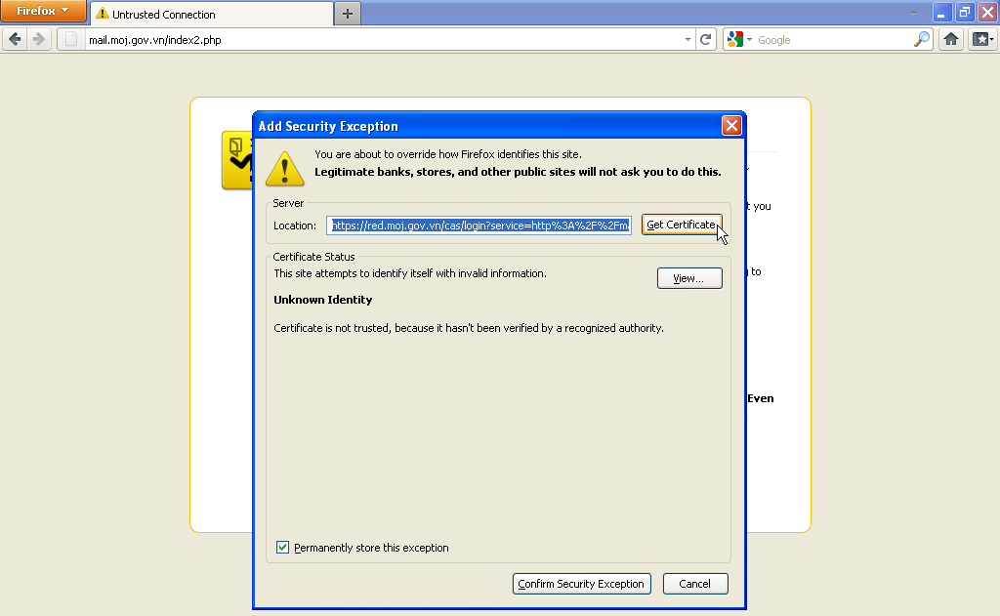 Firefox
Untrusted Connection
mail.moj.gov.vn/index2.php
Google
Add Security Exception
You are about to override how Firefox identifies this site.
Legitimate banks, stores, and other public sites will not ask you to do this.
Server
Location:
https://red.moj.gov.vn/cas/login?service=http%3A%2F%2Fm
Get Certificate
t you
Certificate Status
This site attempts to identify itself with invalid information.
to
View...
Unknown Identity
Certificate is not trusted, because it hasn't been verified by a recognized authority.
Even
Permanently store this exception
Confirm Security Exception
Cancel